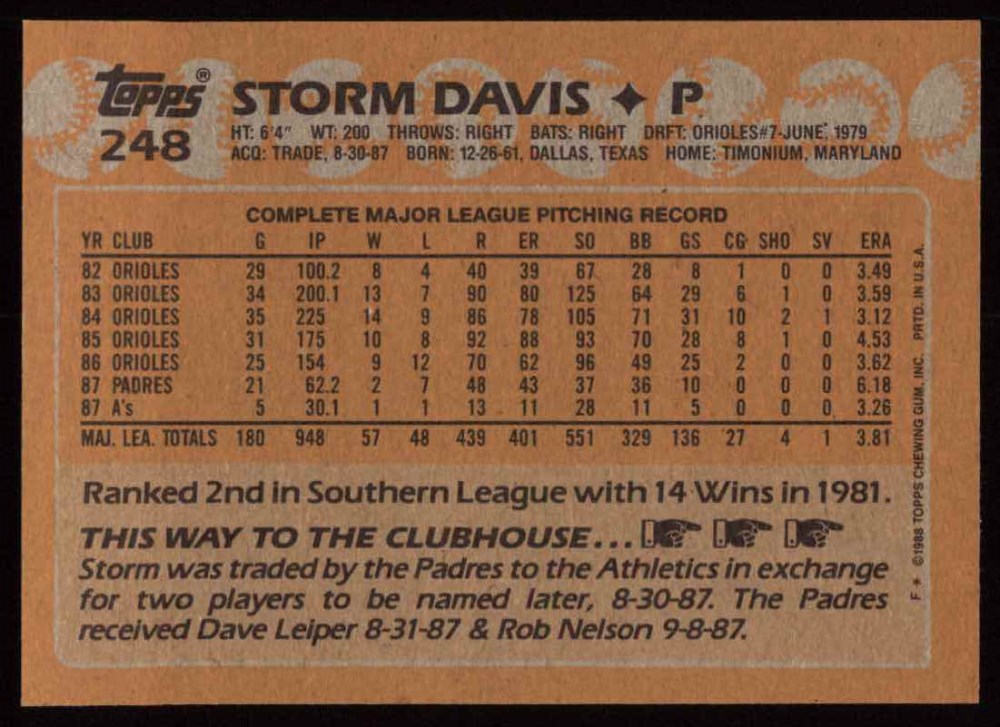 Topps® STORM DAVIS ✦ P
248 HT: 6'4" WT: 200 THROWS: RIGHT BATS: RIGHT DRFT: ORIOLES#7-JUNE, 1979
ACQ: TRADE, 8-30-87 BORN: 12-26-61, DALLAS, TEXAS HOME: TIMONIUM, MARYLAND
COMPLETE MAJOR LEAGUE PITCHING RECORD
YR CLUB G IP W L R ER SO BB GS CG SHO SV ERA
82 ORIOLES 29 100.2 8 4 40 39 67 28 8 1 0 0 3.49
83 ORIOLES 34 200.1 13 7 90 80 125 64 29 6 1 0 3.59
84 ORIOLES 35 225 14 9 86 78 105 71 31 10 2 1 3.12
85 ORIOLES 31 175 10 8 92 88 93 70 28 8 1 0 4.53
86 ORIOLES 25 154 9 12 70 62 96 49 25 2 0 0 3.62
87 PADRES 21 62.2 2 7 48 43 37 36 10 0 0 0 6.18
87 A's 5 30.1 1 1 13 11 28 11 5 0 0 0 3.26
MAJ. LEA. TOTALS 180 948 57 48 439 401 551 329 136 27 4 1 3.81
Ranked 2nd in Southern League with 14 Wins in 1981.
THIS WAY TO THE CLUBHOUSE...
Storm was traded by the Padres to the Athletics in exchange
for two players to be named later, 8-30-87. The Padres
received Dave Leiper 8-31-87 & Rob Nelson 9-8-87.
F * ©1988 TOPPS CHEWING GUM, INC. PRTD. IN U.S.A.